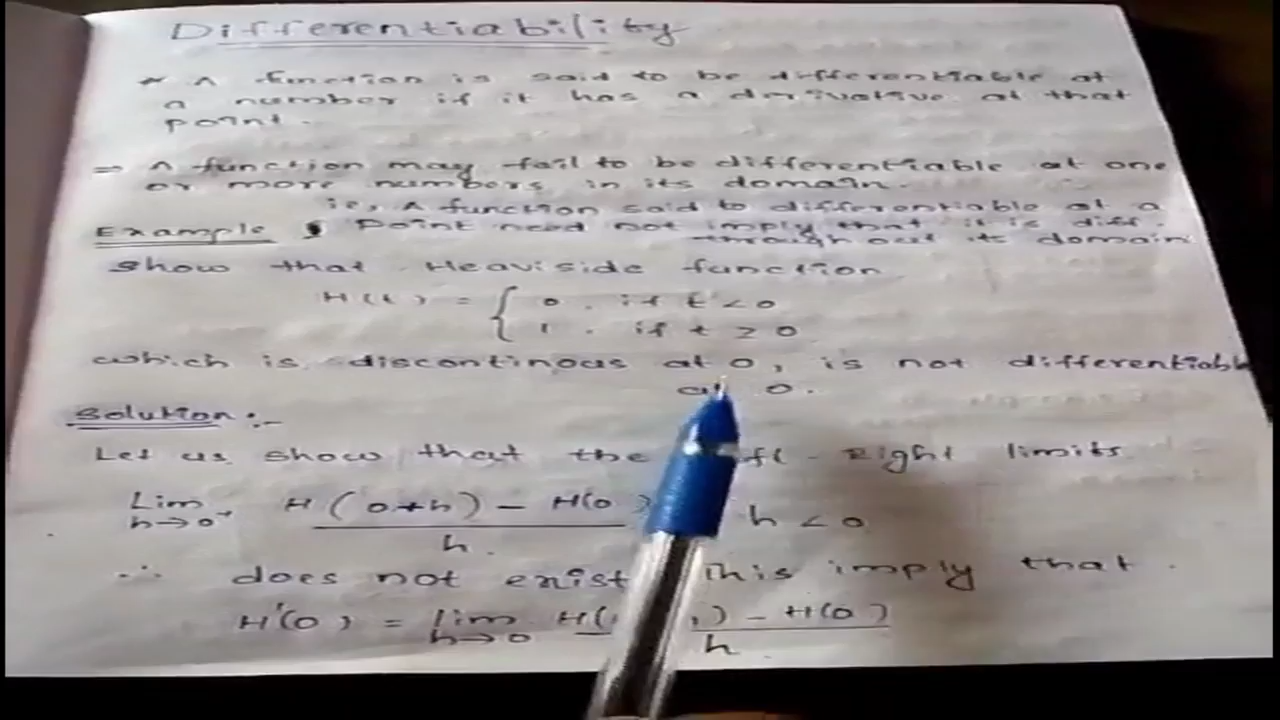 Differentiability
* A function is said to be differentiable at
a number if it has a derivative at that
point.
⇒ A function may fail to be differentiable at one
or more numbers in its domain.
ie, A function said to differentiable at a
Example point need not imply that it is diff.
through out its domain
Show that Heaviside function
H(t) = { 0, if t < 0
1, if t ≥ 0
which is discontinous at 0, is not differentiable
at 0.
Solution:-
Let us show that the Right limits
Lim h→0⁺ H(0+h) - H(0 h < 0
h.
∴ does not exist This imply that
H'(0) = lim h→0 H( ) - H(0)
h